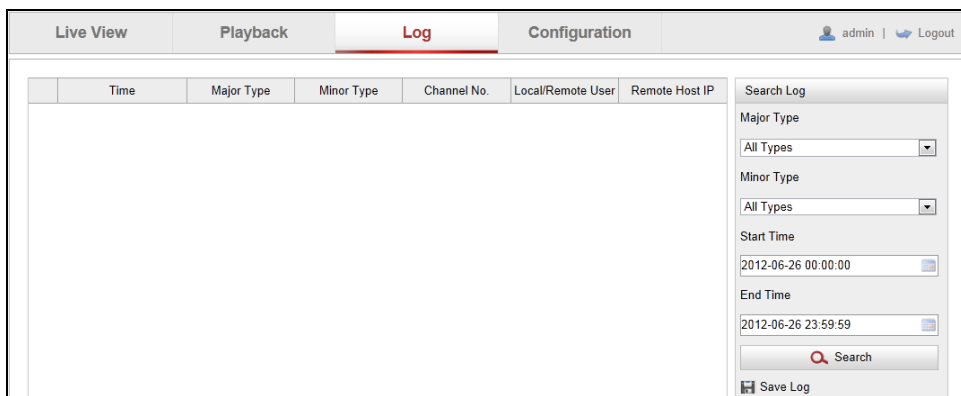 Live View Playback Log Configuration admin | Logout
Time Major Type Minor Type Channel No. Local/Remote User Remote Host IP
Search Log
Major Type
All Types
Minor Type
All Types
Start Time
2012-06-26 00:00:00
End Time
2012-06-26 23:59:59
Search
Save Log